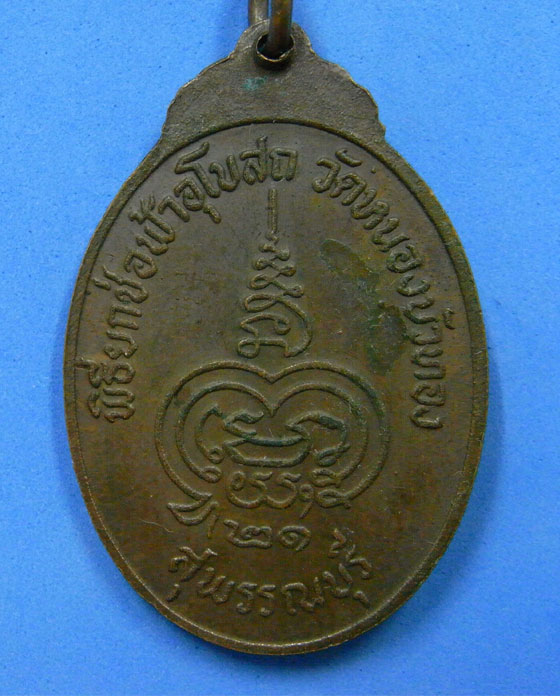 พิธียกช่อฟ้าอุโบสถ วัดหนองบัวทอง
๒๑
สุพรรณบุรี